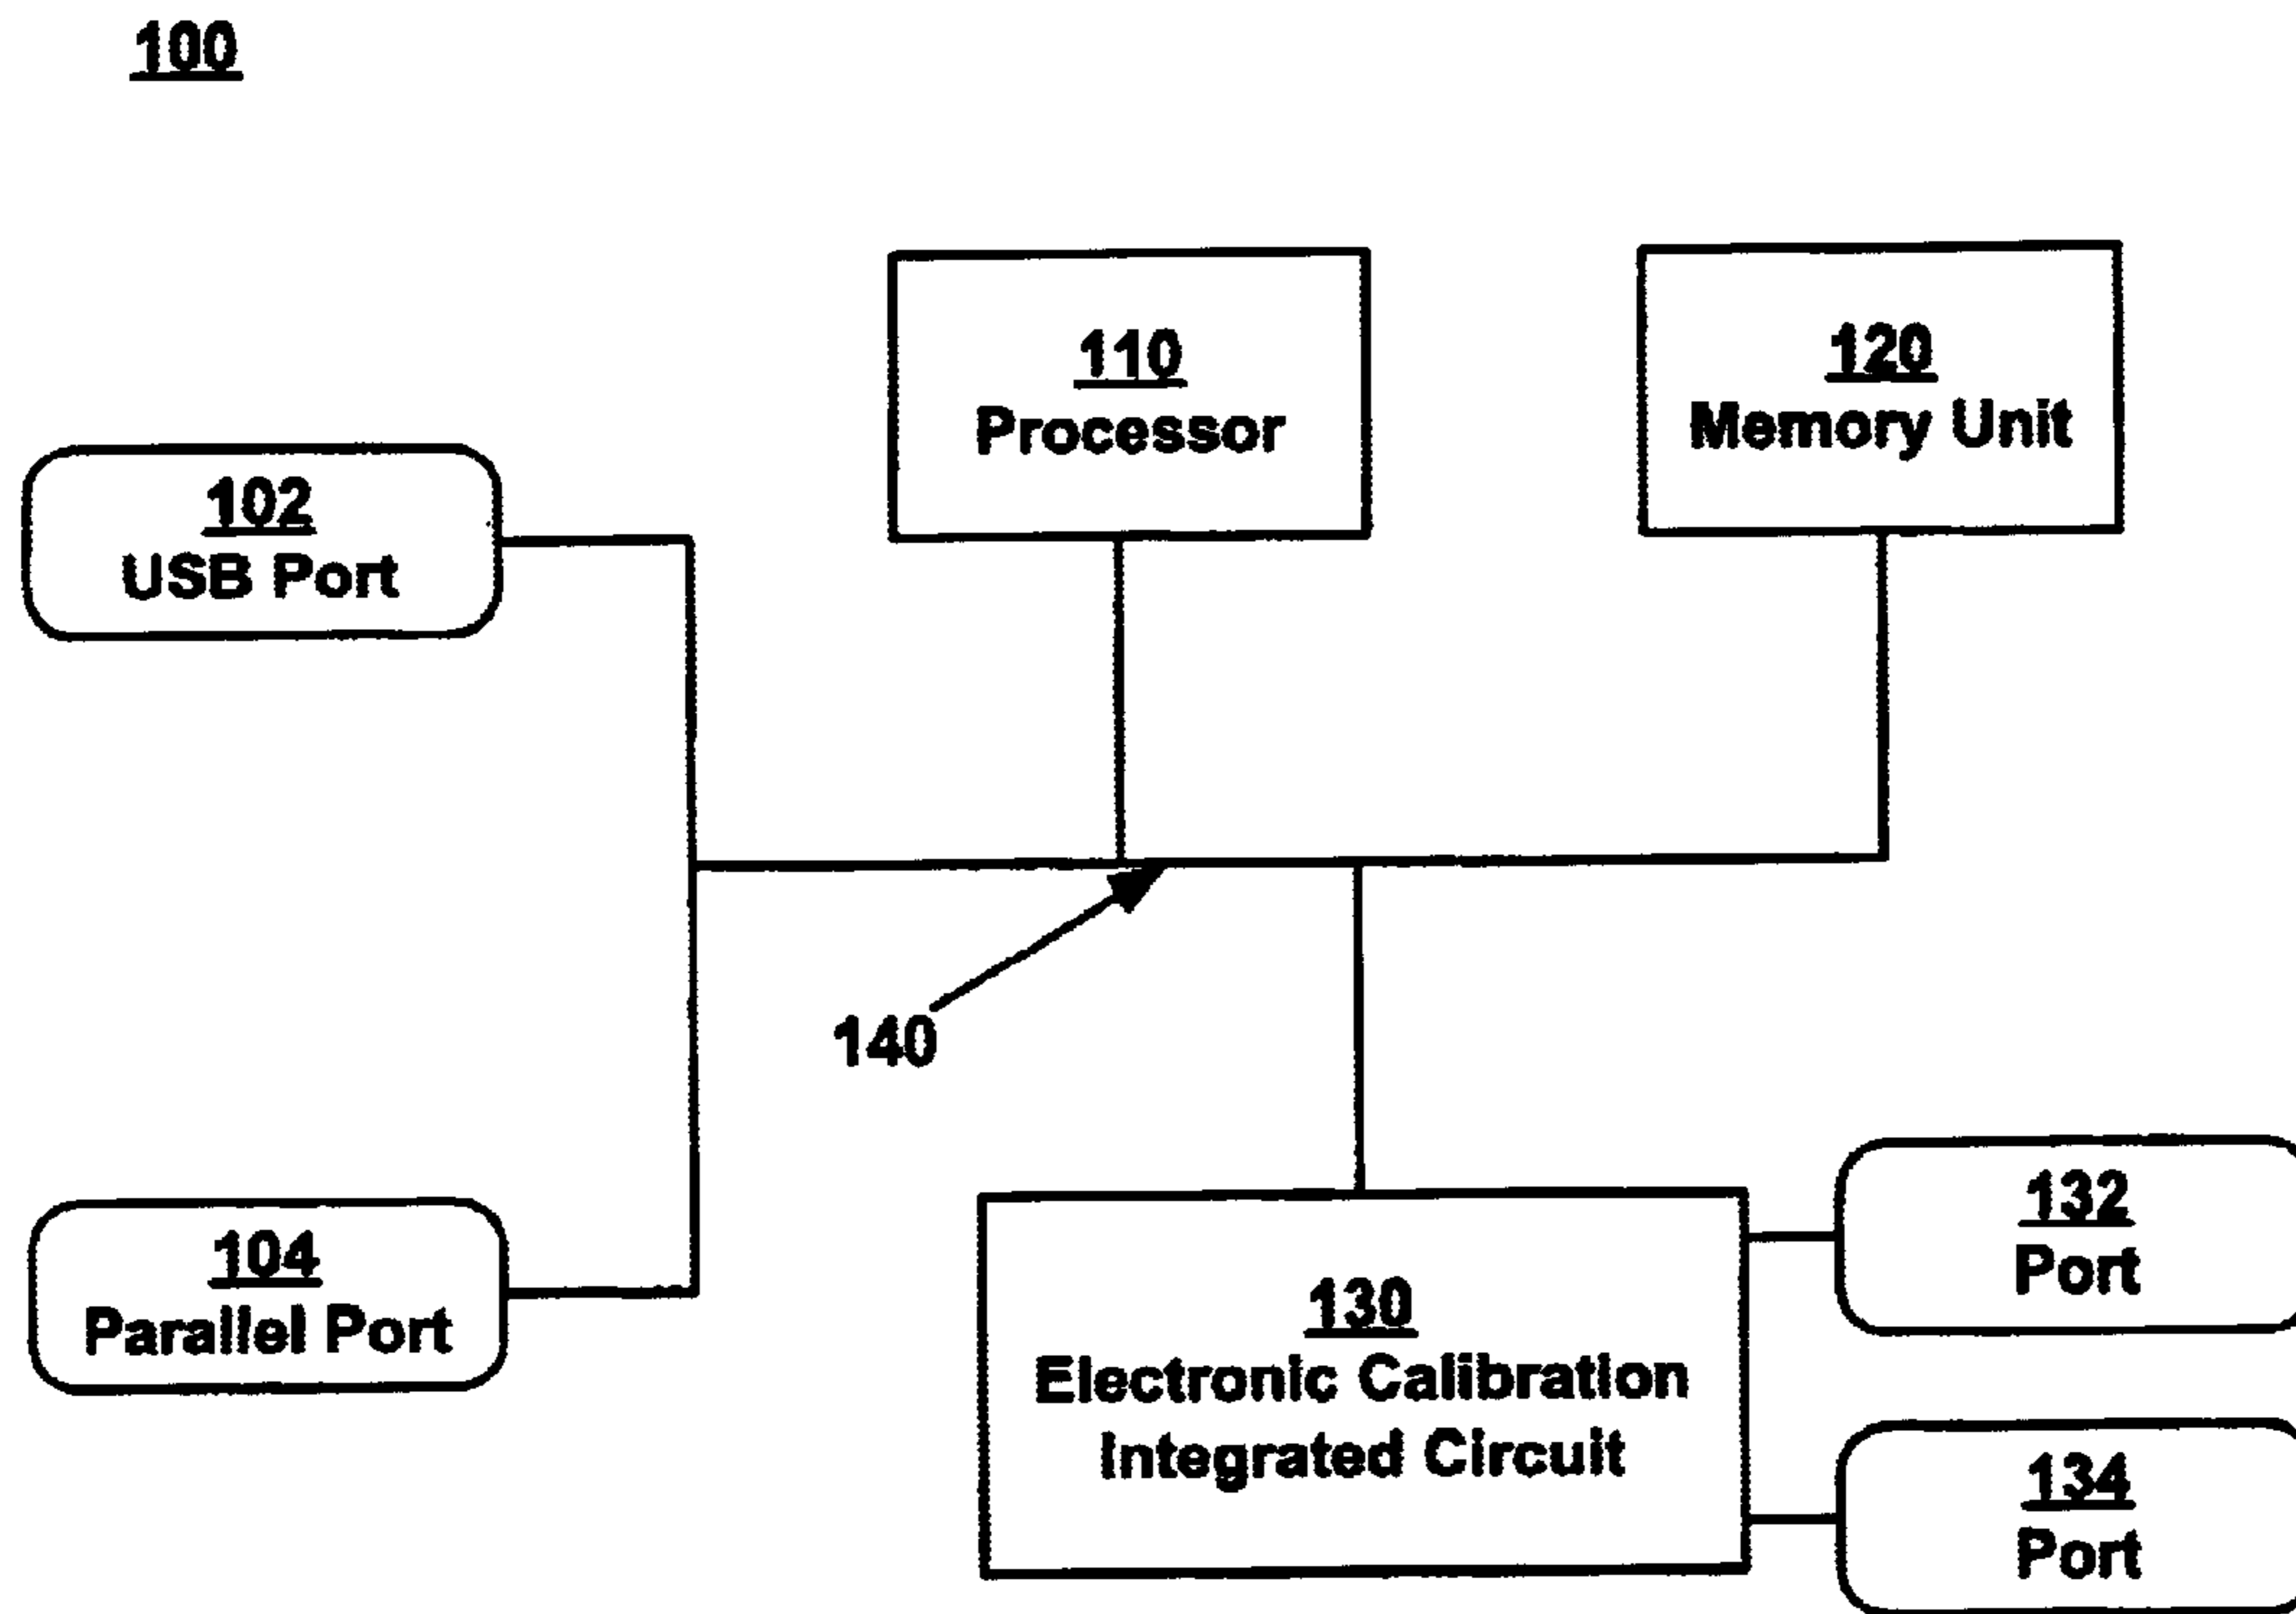 100
110
Processor
120
Memory Unit
102
USB Port
140
104
Parallel Port
130
Electronic Calibration
Integrated Circuit
132
Port
134
Port